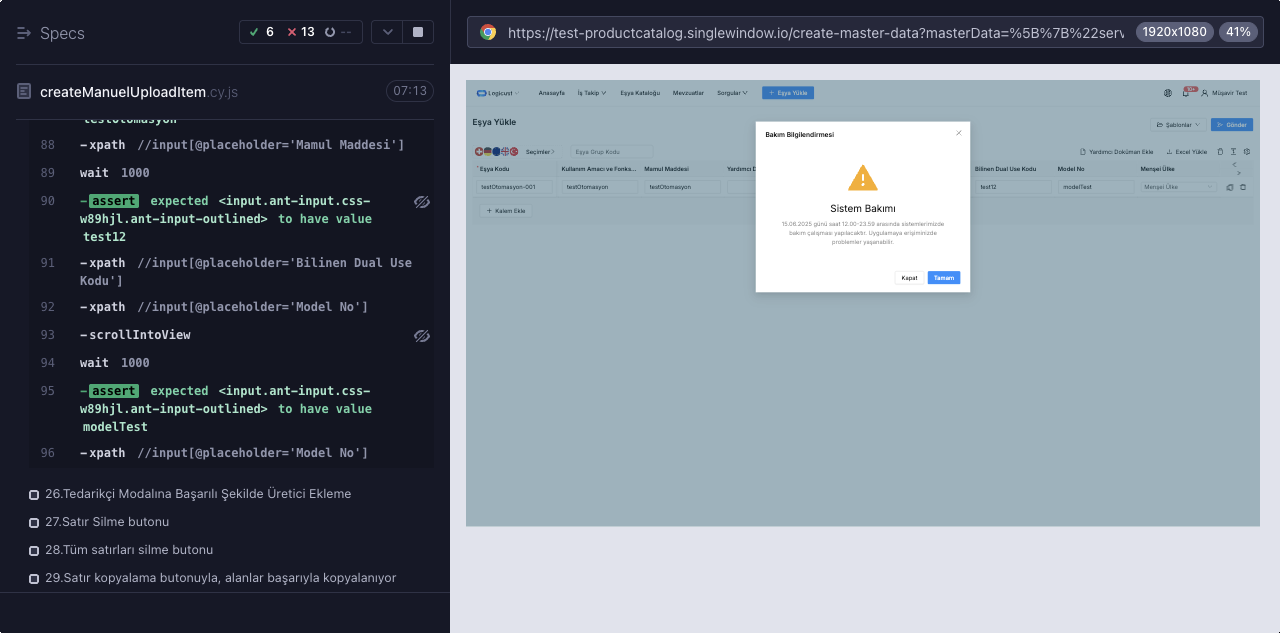 Specs
6
13
--
createManuelUploadItem.cy.js
07:13
testOtomasyon
88 -xpath //input[@placeholder='Mamul Maddesi']
89 wait 1000
90 -assert expected <input.ant-input.css-
w89hjl.ant-input-outlined> to have value
test12
91 -xpath //input[@placeholder='Bilinen Dual Use
Kodu']
92 -xpath //input[@placeholder='Model No']
93 -scrollIntoView
94 wait 1000
95 -assert expected <input.ant-input.css-
w89hjl.ant-input-outlined> to have value
modelTest
96 -xpath //input[@placeholder='Model No']
26.Tedarikçi Modalına Başarılı Şekilde Üretici Ekleme
27.Satır Silme butonu
28.Tüm satırları silme butonu
29.Satır kopyalama butonuyla, alanlar başarıyla kopyalanıyor
https://test-productcatalog.singlewindow.io/create-master-data?masterData=%5B%7B%22serv
1920x1080
41%
Logicust
Anasayfa
İş Takip
Eşya Kataloğu
Mevzuatlar
Sorgular
+ Eşya Yükle
Müşavir Test
Eşya Yükle
Şablonlar
Gönder
Seçimler
Eşya Grup Kodu
Yardımcı Doküman Ekle
Excel Yükle
* Eşya Kodu
Kullanım Amacı ve Fonks...
Mamul Maddesi
Yardımcı D
Bilinen Dual Use Kodu
Model No
Menşei Ülke
testOtomasyon-001
testOtomasyon
testOtomasyon
test12
modelTest
Menşei Ülke
+ Kalem Ekle
Bakım Bilgilendirmesi
Sistem Bakımı
15.06.2025 günü saat 12.00-23.59 arasında sistemlerimizde
bakım çalışması yapılacaktır. Uygulamaya erişiminizde
problemler yaşanabilir.
Kapat
Tamam